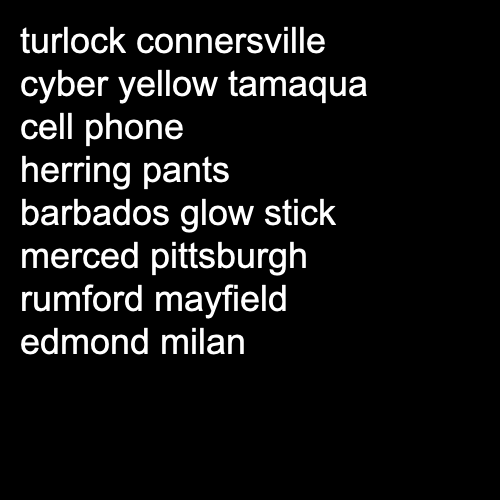 turlock connersville
cyber yellow tamaqua
cell phone
herring pants
barbados glow stick
merced pittsburgh
rumford mayfield
edmond milan